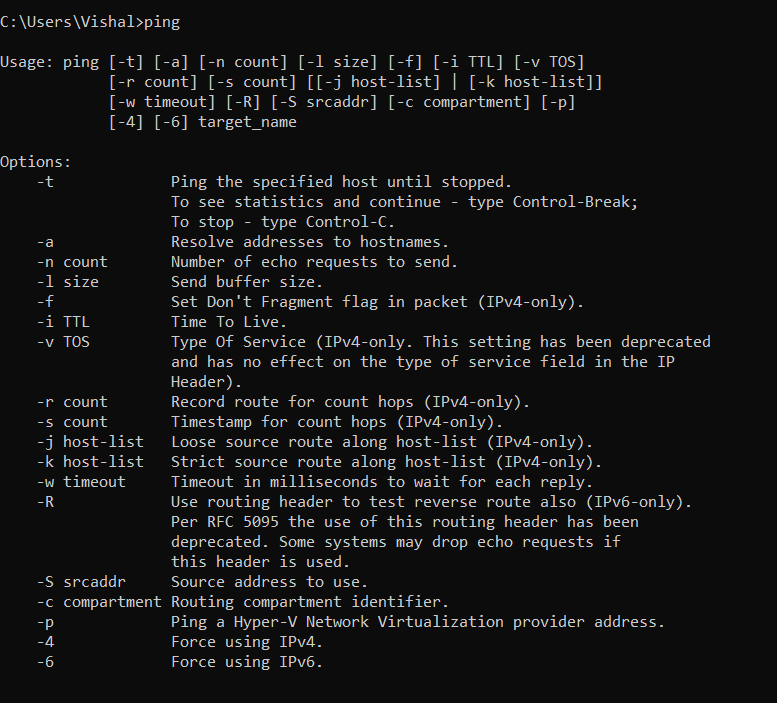 C:\Users\Vishal>ping
Usage: ping [-t] [-a] [-n count] [-l size] [-f] [-i TTL] [-v TOS]
            [-r count] [-s count] [[-j host-list] | [-k host-list]]
            [-w timeout] [-R] [-S srcaddr] [-c compartment] [-p]
            [-4] [-6] target_name
Options:
    -t             Ping the specified host until stopped.
                   To see statistics and continue - type Control-Break;
                   To stop - type Control-C.
    -a             Resolve addresses to hostnames.
    -n count       Number of echo requests to send.
    -l size        Send buffer size.
    -f             Set Don't Fragment flag in packet (IPv4-only).
    -i TTL         Time To Live.
    -v TOS         Type Of Service (IPv4-only. This setting has been deprecated
                   and has no effect on the type of service field in the IP
                   Header).
    -r count       Record route for count hops (IPv4-only).
    -s count       Timestamp for count hops (IPv4-only).
    -j host-list   Loose source route along host-list (IPv4-only).
    -k host-list   Strict source route along host-list (IPv4-only).
    -w timeout     Timeout in milliseconds to wait for each reply.
    -R             Use routing header to test reverse route also (IPv6-only).
                   Per RFC 5095 the use of this routing header has been
                   deprecated. Some systems may drop echo requests if
                   this header is used.
    -S srcaddr     Source address to use.
    -c compartment Routing compartment identifier.
    -p             Ping a Hyper-V Network Virtualization provider address.
    -4             Force using IPv4.
    -6             Force using IPv6.